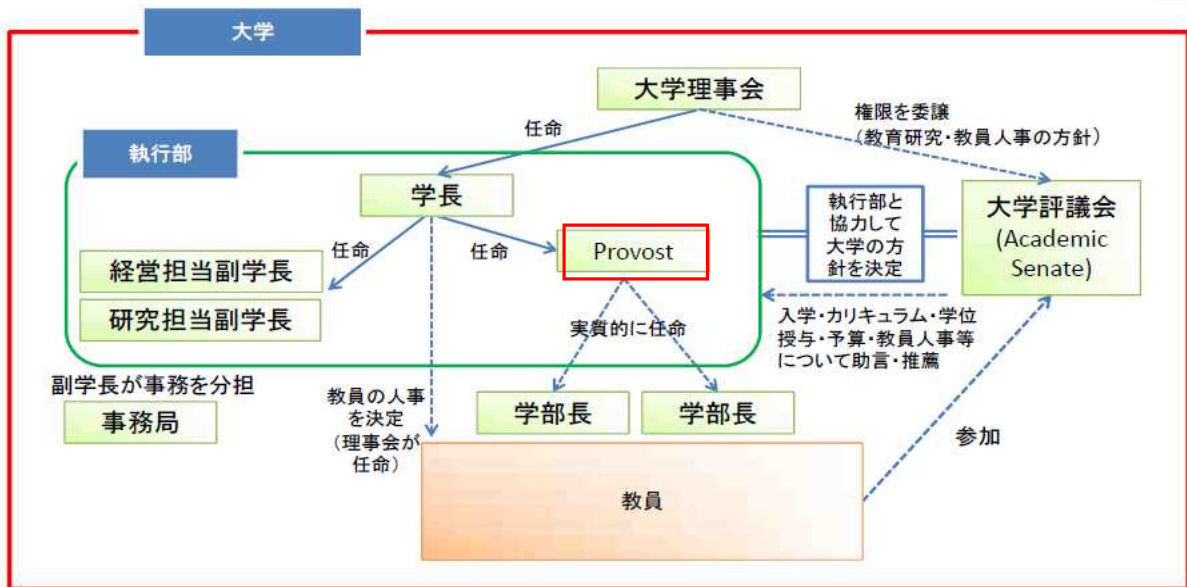 大学
大学理事会
任命
権限を委譲
(教育研究・教員人事の方針)
執行部
学長
任命
任命
Provost
経営担当副学長
研究担当副学長
執行部と
協力して
大学の方
針を決定
大学評議会
(Academic
Senate)
実質的に任命
入学・カリキュラム・学位
授与・予算・教員人事等
について助言・推薦
副学長が事務を分担
事務局
教員の人事
を決定
(理事会が
任命)
学部長
学部長
参加
教員